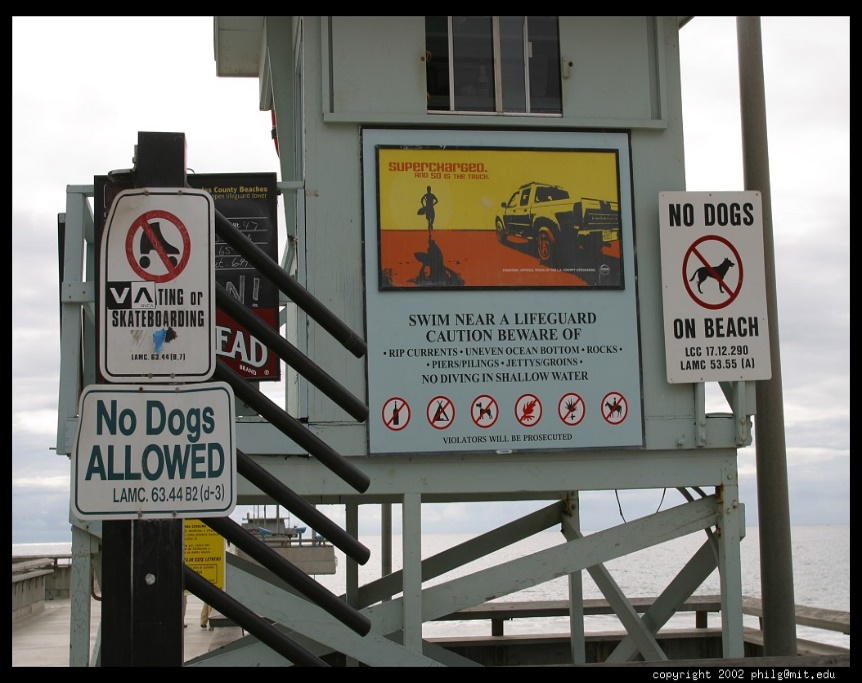 County Beaches
VA
TING or
SKATEBOARDING
LAMC. 63.44 (B,7)
No Dogs
ALLOWED
LAMC. 63.44 B2 (d-3)
EAD
SUPERCHARGED.
AND SO IS THE TRUCK.
SWIM NEAR A LIFEGUARD
CAUTION BEWARE OF
• RIP CURRENTS • UNEVEN OCEAN BOTTOM • ROCKS •
• PIERS/PILINGS • JETTYS/GROINS •
NO DIVING IN SHALLOW WATER
VIOLATORS WILL BE PROSECUTED
NO DOGS
ON BEACH
LCC 17.12.290
LAMC 53.55 (A)
copyright 2002 philg@mit.edu